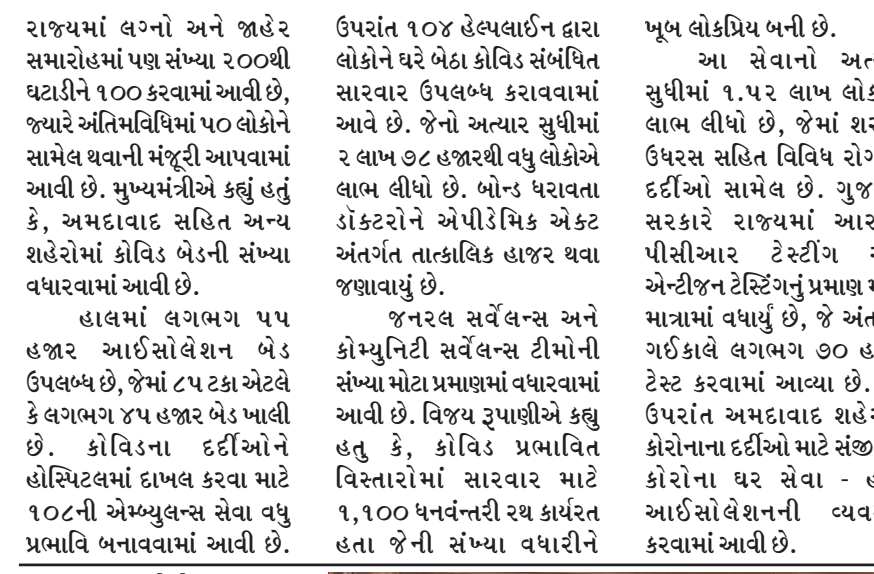 રાજ્યમાં લગ્નો અને જાહેર
સમારોહમાં પણ સંખ્યા ૨૦૦થી
ઘટાડીને ૧૦૦ કરવામાં આવી છે,
જ્યારે અંતિમવિધિમાં ૫૦ લોકોને
સામેલ થવાની મંજૂરી આપવામાં
આવી છે. મુખ્યમંત્રીએ કહ્યું હતું
કે, અમદાવાદ સહિત અન્ય
શહેરોમાં કોવિડ બેડની સંખ્યા
વધારવામાં આવી છે.
હાલમાં લગભગ ૫૫
હજાર આઈસોલેશન બેડ
ઉપલબ્ધ છે, જેમાં ૮૫ ટકા એટલે
કે લગભગ ૪૫ હજાર બેડ ખાલી
છે. કોવિડના દર્દીઓને
હોસ્પિટલમાં દાખલ કરવા માટે
૧૦૮ની એમ્બ્યુલન્સ સેવા વધુ
પ્રભાવિ બનાવવામાં આવી છે.
ઉપરાંત ૧૦૪ હેલ્પલાઈન દ્વારા
લોકોને ઘરે બેઠા કોવિડ સંબંધિત
સારવાર ઉપલબ્ધ કરાવવામાં
આવે છે. જેનો અત્યાર સુધીમાં
૨ લાખ ૭૮ હજારથી વધુ લોકોએ
લાભ લીધો છે. બોન્ડ ધરાવતા
ડૉક્ટરોને એપીડેમિક એક્ટ
અંતર્ગત તાત્કાલિક હાજર થવા
જણાવાયું છે.
જનરલ સર્વેલન્સ અને
કોમ્યુનિટી સર્વેલન્સ ટીમોની
સંખ્યા મોટા પ્રમાણમાં વધારવામાં
આવી છે. વિજય રૂપાણીએ કહ્યુ
હતુ કે, કોવિડ પ્રભાવિત
વિસ્તારોમાં સારવાર માટે
૧,૧૦૦ ધનવંન્તરી રથ કાર્યરત
હતા જેની સંખ્યા વધારીને
ખૂબ લોકપ્રિય બની છે.
આ સેવાનો
સુધીમાં ૧.૫૨ લાખ
લાભ લીધો છે, જેમાં
ઉધરસ સહિત વિવિધ
દર્દીઓ સામેલ છે.
સરકારે રાજ્યમાં
પીસીઆર ટેસ્ટીંગ
એન્ટીજન ટેસ્ટિંગનું પ્રમાણ
માત્રામાં વધાર્યું છે, જે
ગઈકાલે લગભગ ૭૦
ટેસ્ટ કરવામાં આવ્યા છે.
ઉપરાંત અમદાવાદ
કોરોનાના દર્દીઓ માટે
કોરોના ઘર સેવા -
આઈસોલેશનની
કરવામાં આવી છે.